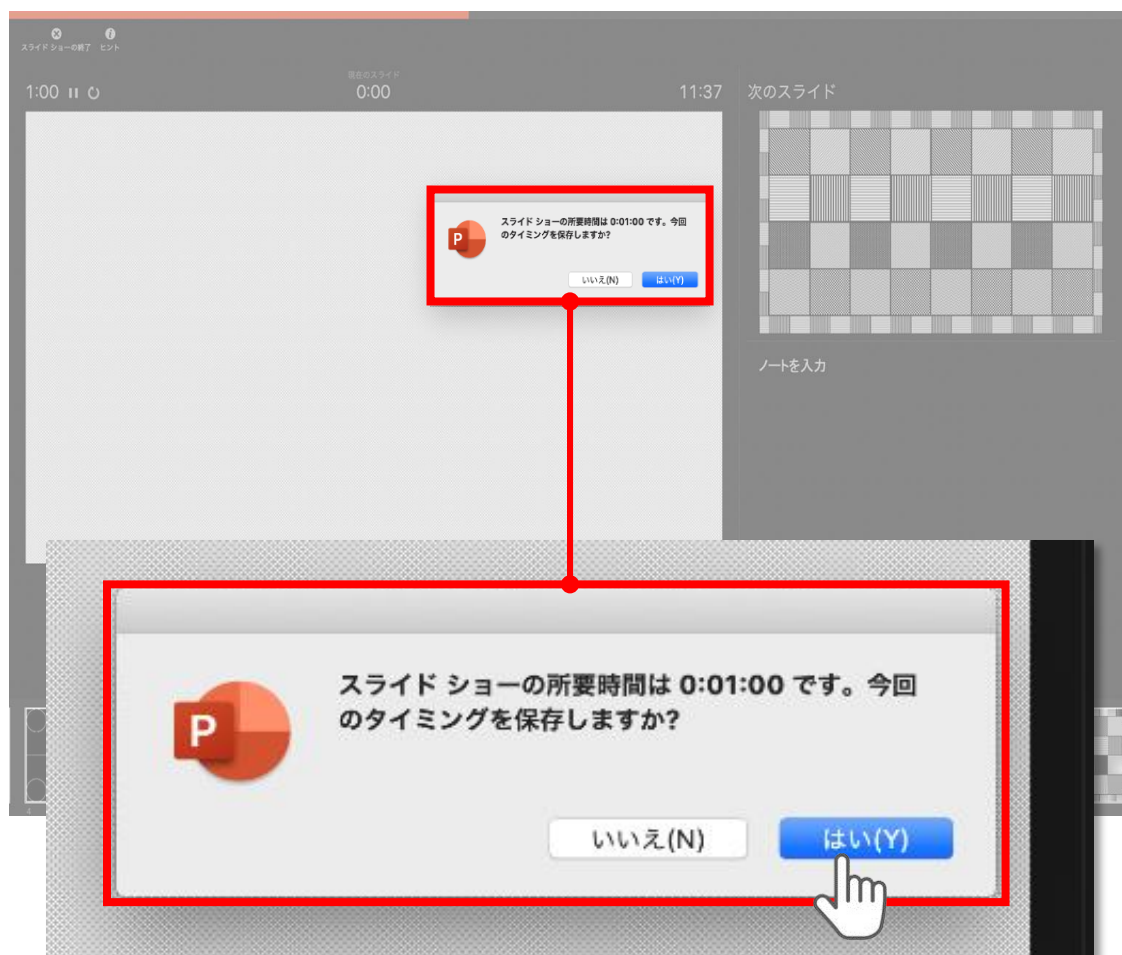 スライド ショーの終了 ヒント
現在のスライド
1:00 0:00 11:37 次のスライド
スライド ショーの所要時間は 0:01:00 です。今回
のタイミングを保存しますか?
P
いいえ(N) はい(Y)
ノートを入力
スライド ショーの所要時間は 0:01:00 です。今回
のタイミングを保存しますか?
P
いいえ(N) はい(Y)
4